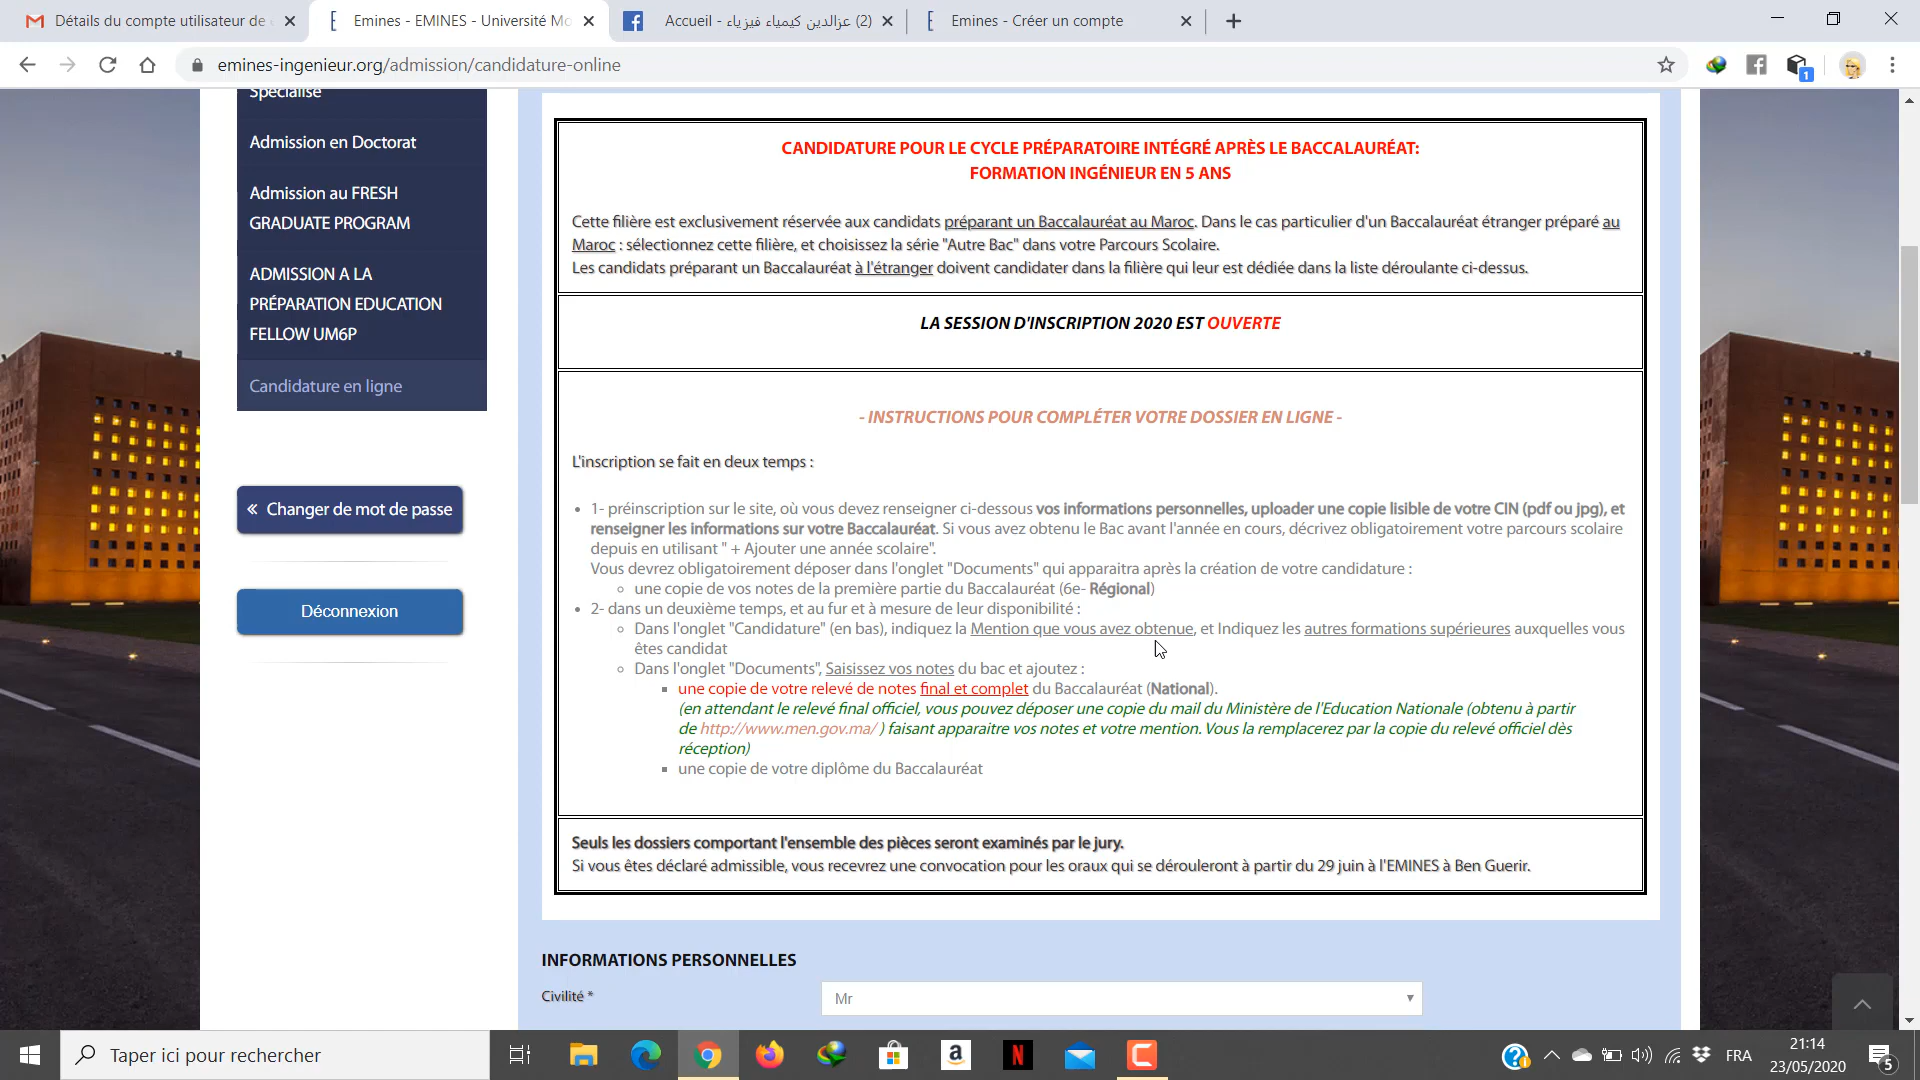 Détails du compte utilisateur de
Emines - EMINES - Université Mo
Accueil - عزالدين كيمياء فيزياء (2)
Emines - Créer un compte
emines-ingenieur.org/admission/candidature-online
1
Spécialisé
Admission en Doctorat
Admission au FRESH
GRADUATE PROGRAM
ADMISSION A LA
PRÉPARATION EDUCATION
FELLOW UM6P
Candidature en ligne
« Changer de mot de passe
Déconnexion
CANDIDATURE POUR LE CYCLE PRÉPARATOIRE INTÉGRÉ APRÈS LE BACCALAURÉAT:
FORMATION INGÉNIEUR EN 5 ANS
Cette filière est exclusivement réservée aux candidats préparant un Baccalauréat au Maroc. Dans le cas particulier d'un Baccalauréat étranger préparé au
Maroc : sélectionnez cette filière, et choisissez la série "Autre Bac" dans votre Parcours Scolaire.
Les candidats préparant un Baccalauréat à l'étranger doivent candidater dans la filière qui leur est dédiée dans la liste déroulante ci-dessus.
LA SESSION D'INSCRIPTION 2020 EST OUVERTE
- INSTRUCTIONS POUR COMPLÉTER VOTRE DOSSIER EN LIGNE -
L'inscription se fait en deux temps :
• 1- préinscription sur le site, où vous devez renseigner ci-dessous vos informations personnelles, uploader une copie lisible de votre CIN (pdf ou jpg), et
renseigner les informations sur votre Baccalauréat. Si vous avez obtenu le Bac avant l'année en cours, décrivez obligatoirement votre parcours scolaire
depuis en utilisant " + Ajouter une année scolaire".
Vous devrez obligatoirement déposer dans l'onglet "Documents" qui apparaitra après la création de votre candidature :
◦ une copie de vos notes de la première partie du Baccalauréat (6e- Régional)
• 2- dans un deuxième temps, et au fur et à mesure de leur disponibilité :
◦ Dans l'onglet "Candidature" (en bas), indiquez la Mention que vous avez obtenue, et Indiquez les autres formations supérieures auxquelles vous
êtes candidat
◦ Dans l'onglet "Documents", Saisissez vos notes du bac et ajoutez :
▪ une copie de votre relevé de notes final et complet du Baccalauréat (National).
(en attendant le relevé final officiel, vous pouvez déposer une copie du mail du Ministère de l'Education Nationale (obtenu à partir
de http://www.men.gov.ma/ ) faisant apparaitre vos notes et votre mention. Vous la remplacerez par la copie du relevé officiel dès
réception)
▪ une copie de votre diplôme du Baccalauréat
Seuls les dossiers comportant l'ensemble des pièces seront examinés par le jury.
Si vous êtes déclaré admissible, vous recevrez une convocation pour les oraux qui se dérouleront à partir du 29 juin à l'EMINES à Ben Guerir.
INFORMATIONS PERSONNELLES
Civilité *
Mr
Taper ici pour rechercher
FRA
21:14
23/05/2020
5